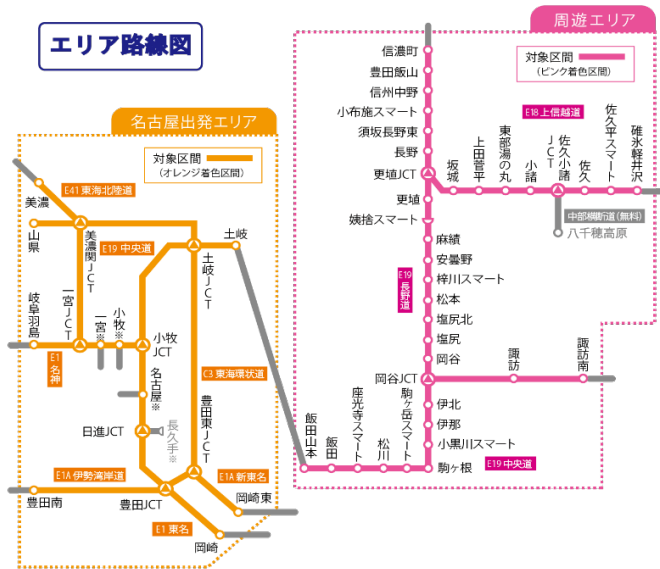 エリア路線図
周遊エリア
対象区間
(ピンク着色区間)
信濃町
豊田飯山
信州中野
小布施スマート
須坂長野東
長野
更埴JCT
更埴
姨捨スマート
麻績
安曇野
梓川スマート
松本
塩尻北
塩尻
岡谷
岡谷JCT
伊北
伊那
小黒川スマート
駒ヶ根
E18 上信越道
坂城
上田菅平
東部湯の丸
小諸
佐久小諸JCT
佐久
佐久平スマート
碓氷軽井沢
中部横断道(無料)
八千穂高原
E19 長野道
諏訪
諏訪南
E19 中央道
飯田山本
飯田
座光寺スマート
松川
駒ヶ岳スマート
名古屋出発エリア
対象区間
(オレンジ着色区間)
E41 東海北陸道
美濃
山県
美濃関JCT
E19 中央道
土岐
土岐JCT
岐阜羽島
一宮JCT
一宮※
小牧※
小牧JCT
E1 名神
名古屋※
C3 東海環状道
日進JCT
長久手※
豊田東JCT
E1A 伊勢湾岸道
E1A 新東名
豊田南
豊田JCT
岡崎東
E1 東名
岡崎